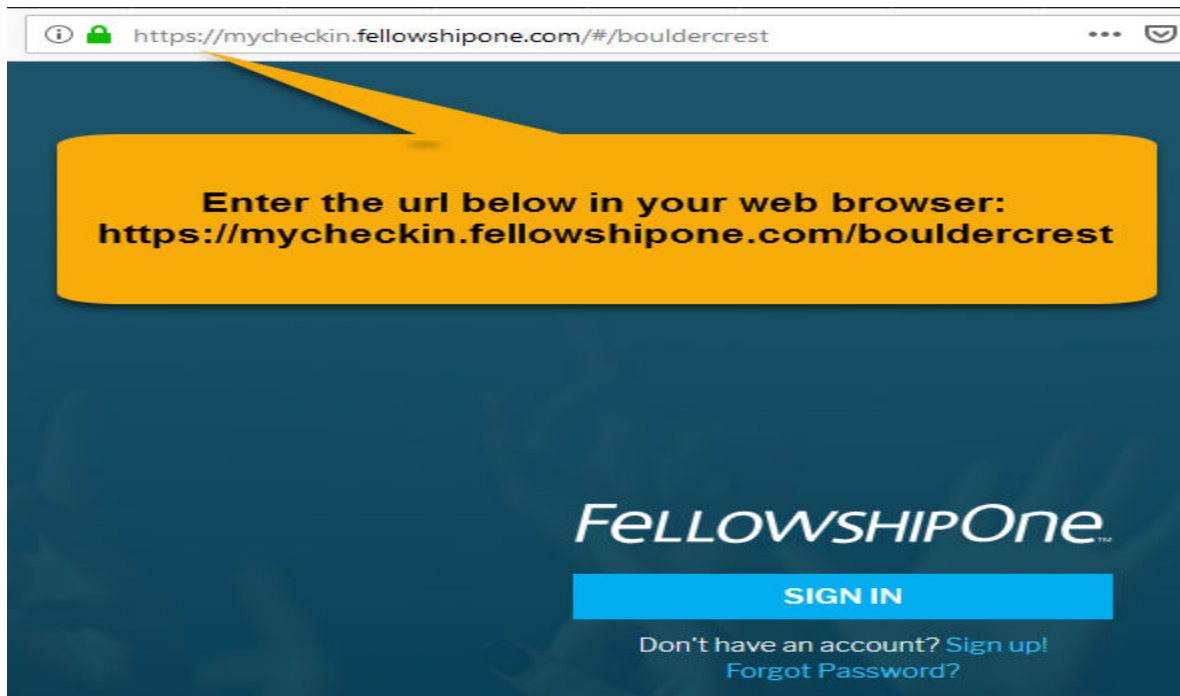 https://mycheckin.fellowshipone.com/#/bouldercrest
Enter the url below in your web browser:
https://mycheckin.fellowshipone.com/bouldercrest
FELLOWSHIPONE™
SIGN IN
Don't have an account? Sign up!
Forgot Password?